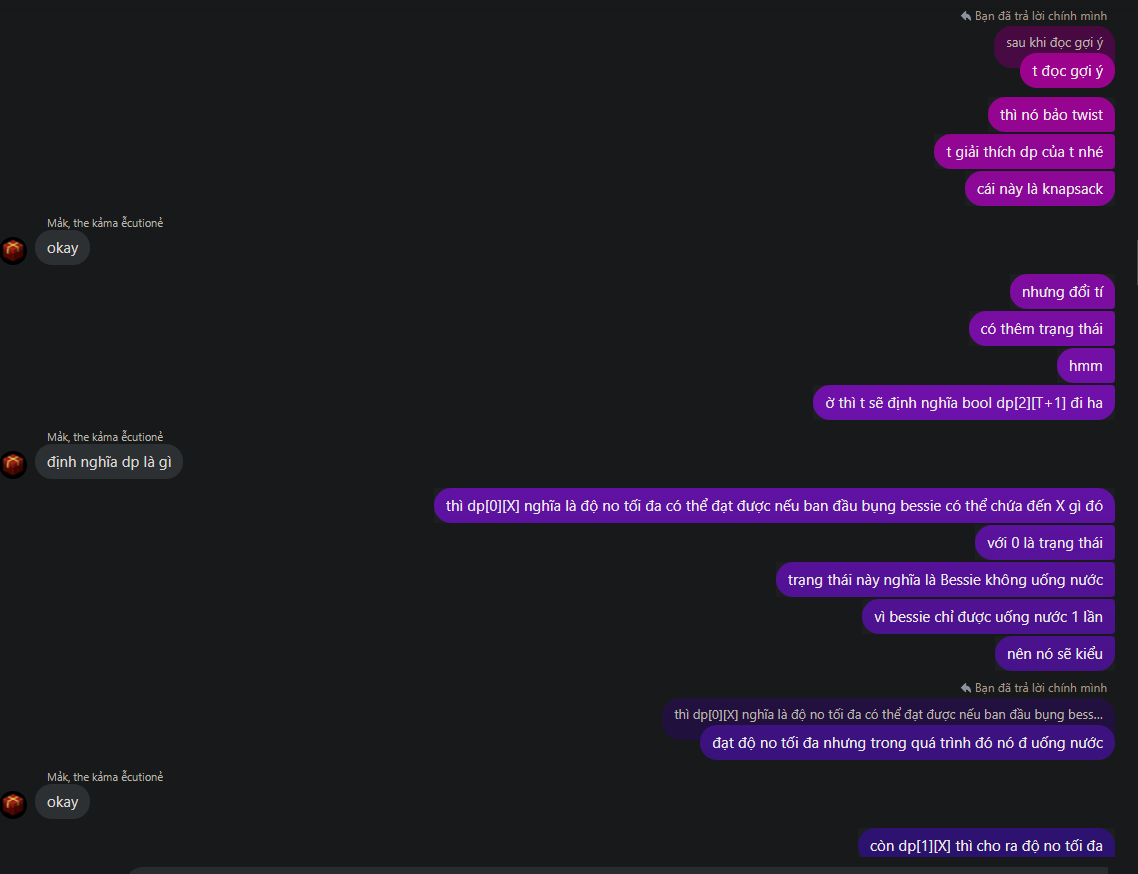 Bạn đã trả lời chính mình
sau khi đọc gợi ý
t đọc gợi ý
thì nó bảo twist
t giải thích dp của t nhé
cái này là knapsack
Mảk, the kảma ễcutionẻ
okay
nhưng đổi tí
có thêm trạng thái
hmm
ờ thì t sẽ định nghĩa bool dp[2][T+1] đi ha
Mảk, the kảma ễcutionẻ
định nghĩa dp là gì
thì dp[0][X] nghĩa là độ no tối đa có thể đạt được nếu ban đầu bụng bessie có thể chứa đến X gì đó
với 0 là trạng thái
trạng thái này nghĩa là Bessie không uống nước
vì bessie chỉ được uống nước 1 lần
nên nó sẽ kiểu
Bạn đã trả lời chính mình
thì dp[0][X] nghĩa là độ no tối đa có thể đạt được nếu ban đầu bụng bess...
đạt độ no tối đa nhưng trong quá trình đó nó đ uống nước
Mảk, the kảma ễcutionẻ
okay
còn dp[1][X] thì cho ra độ no tối đa